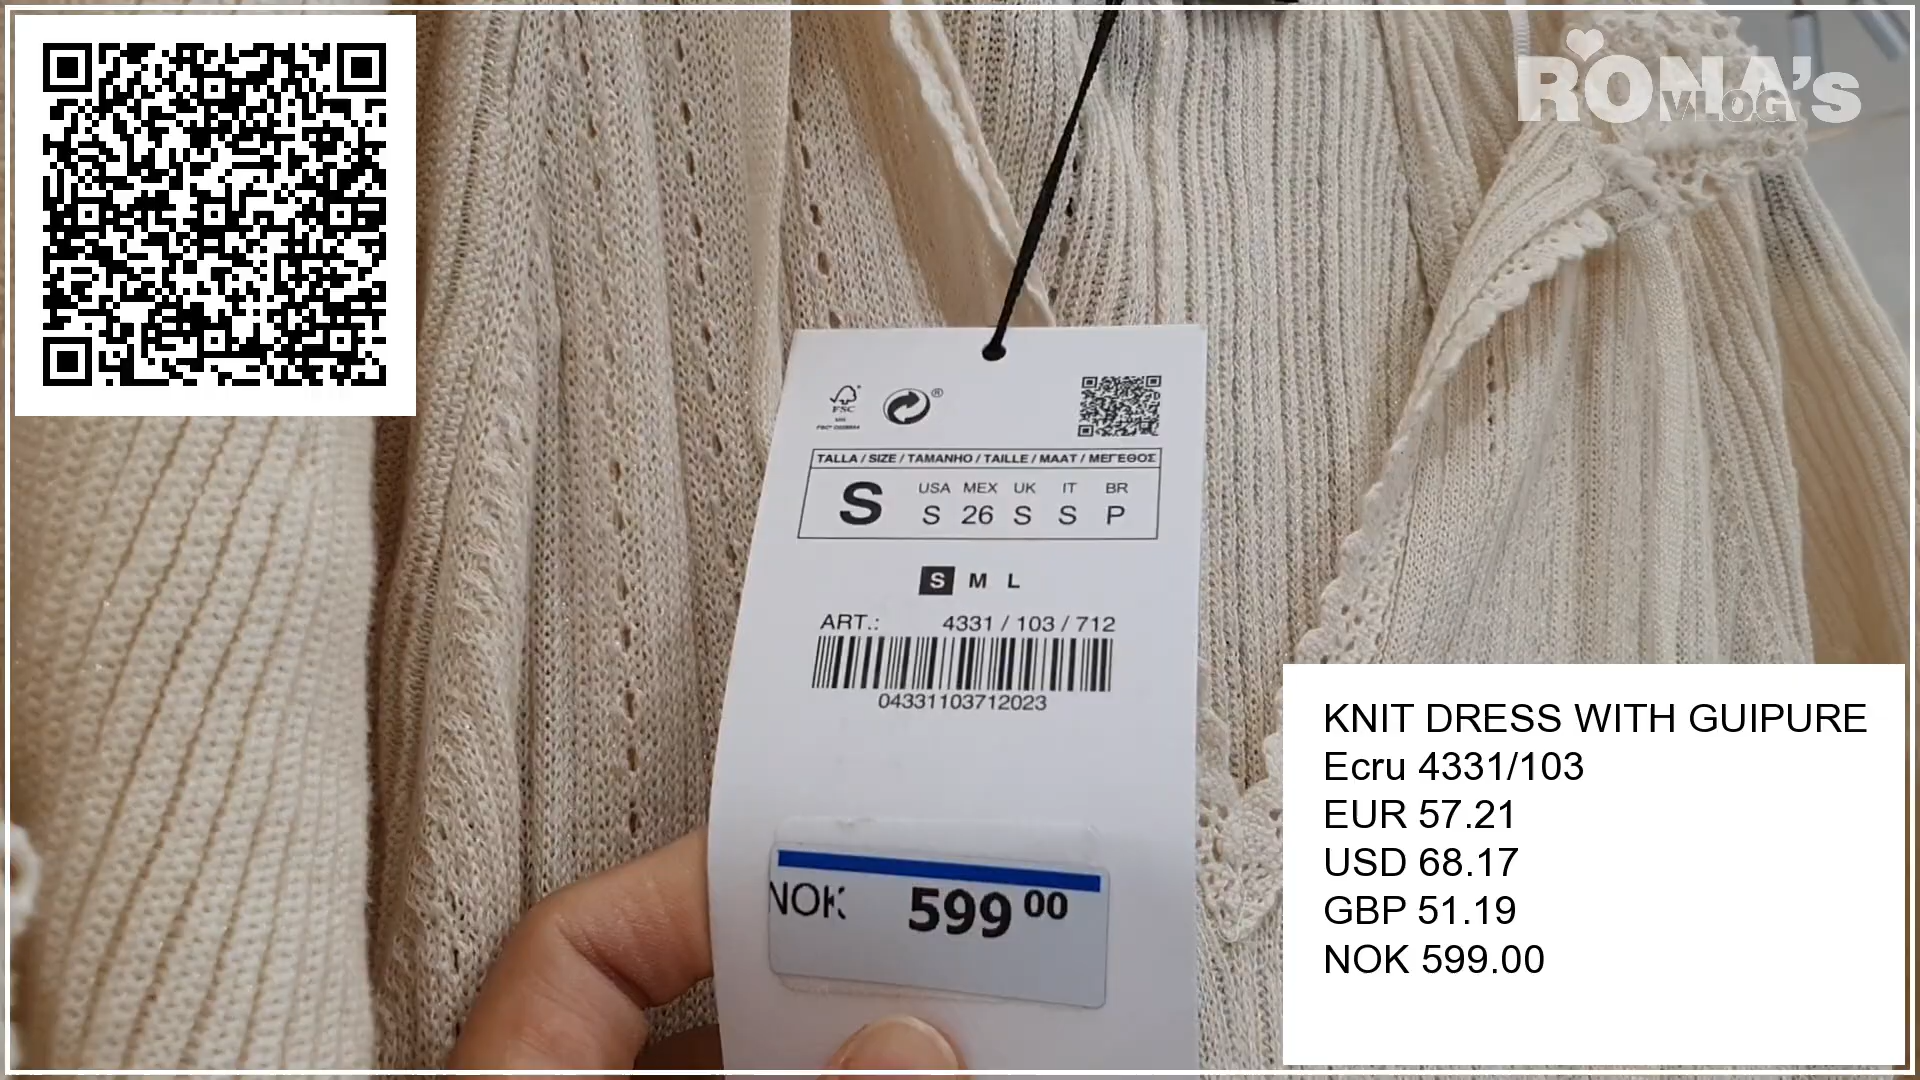 RONA's
VLOG
FSC
®
TALLA / SIZE / TAMANHO / TAILLE / MAAT / ΜΕΓΕΘΟΣ
S
USA MEX UK IT BR
S 26 S S P
S M L
ART.: 4331 / 103 / 712
04331103712023
NOK 599 00
KNIT DRESS WITH GUIPURE
Ecru 4331/103
EUR 57.21
USD 68.17
GBP 51.19
NOK 599.00